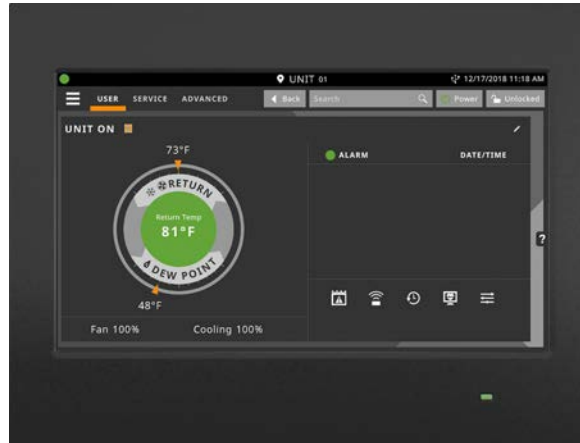 UNIT 01
12/17/2018 11:18 AM
USER SERVICE ADVANCED
Back
Search
Power
Unlocked
UNIT ON
73°F
RETURN
Return Temp
81°F
DEW POINT
48°F
Fan 100% Cooling 100%
ALARM DATE/TIME
?